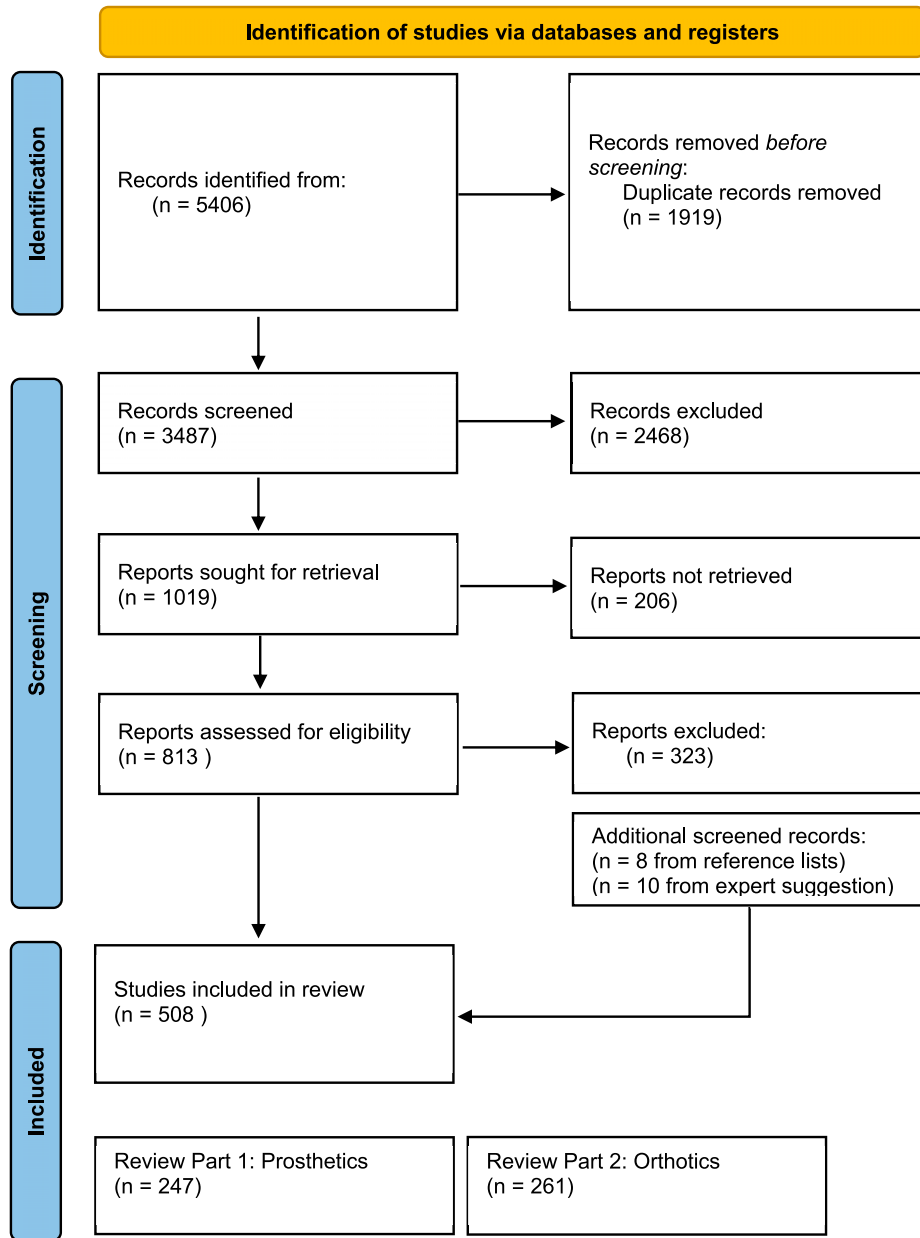 Identification of studies via databases and registers
Identification
Records identified from:
(n = 5406)
Records removed before
screening:
Duplicate records removed
(n = 1919)
Screening
Records screened
(n = 3487)
Records excluded
(n = 2468)
Reports sought for retrieval
(n = 1019)
Reports not retrieved
(n = 206)
Reports assessed for eligibility
(n = 813 )
Reports excluded:
(n = 323)
Additional screened records:
(n = 8 from reference lists)
(n = 10 from expert suggestion)
Included
Studies included in review
(n = 508 )
Review Part 1: Prosthetics
(n = 247)
Review Part 2: Orthotics
(n = 261)